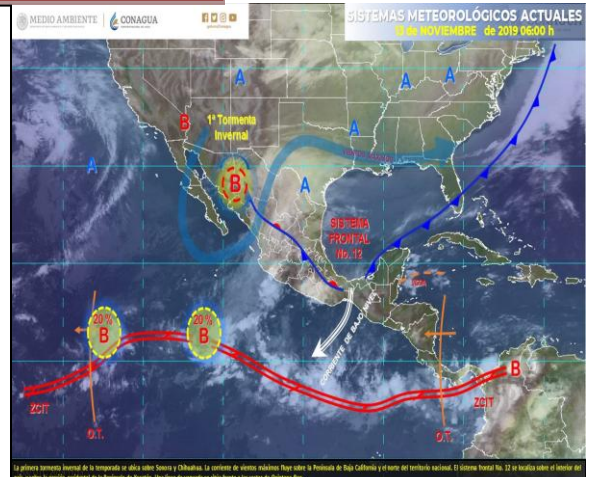 MEDIO AMBIENTE
CONAGUA
SISTEMAS METEOROLÓGICOS ACTUALES
13 de NOVIEMBRE de 2019 06:00 h
A
A
A
A
B
1ª Tormenta
Invernal
A
A
B
A
SISTEMA
FRONTAL
No. 12
20 %
B
20 %
B
CORRIENTE DE BAJO
B
ZCIT
ZCIT
O.T.
O.T.
La primera tormenta invernal de la temporada se ubica sobre Sonora y Chihuahua. La corriente de vientos máximos fluye sobre la Península de Baja California y el norte del territorio nacional. El sistema frontal No. 12 se localiza sobre el interior del